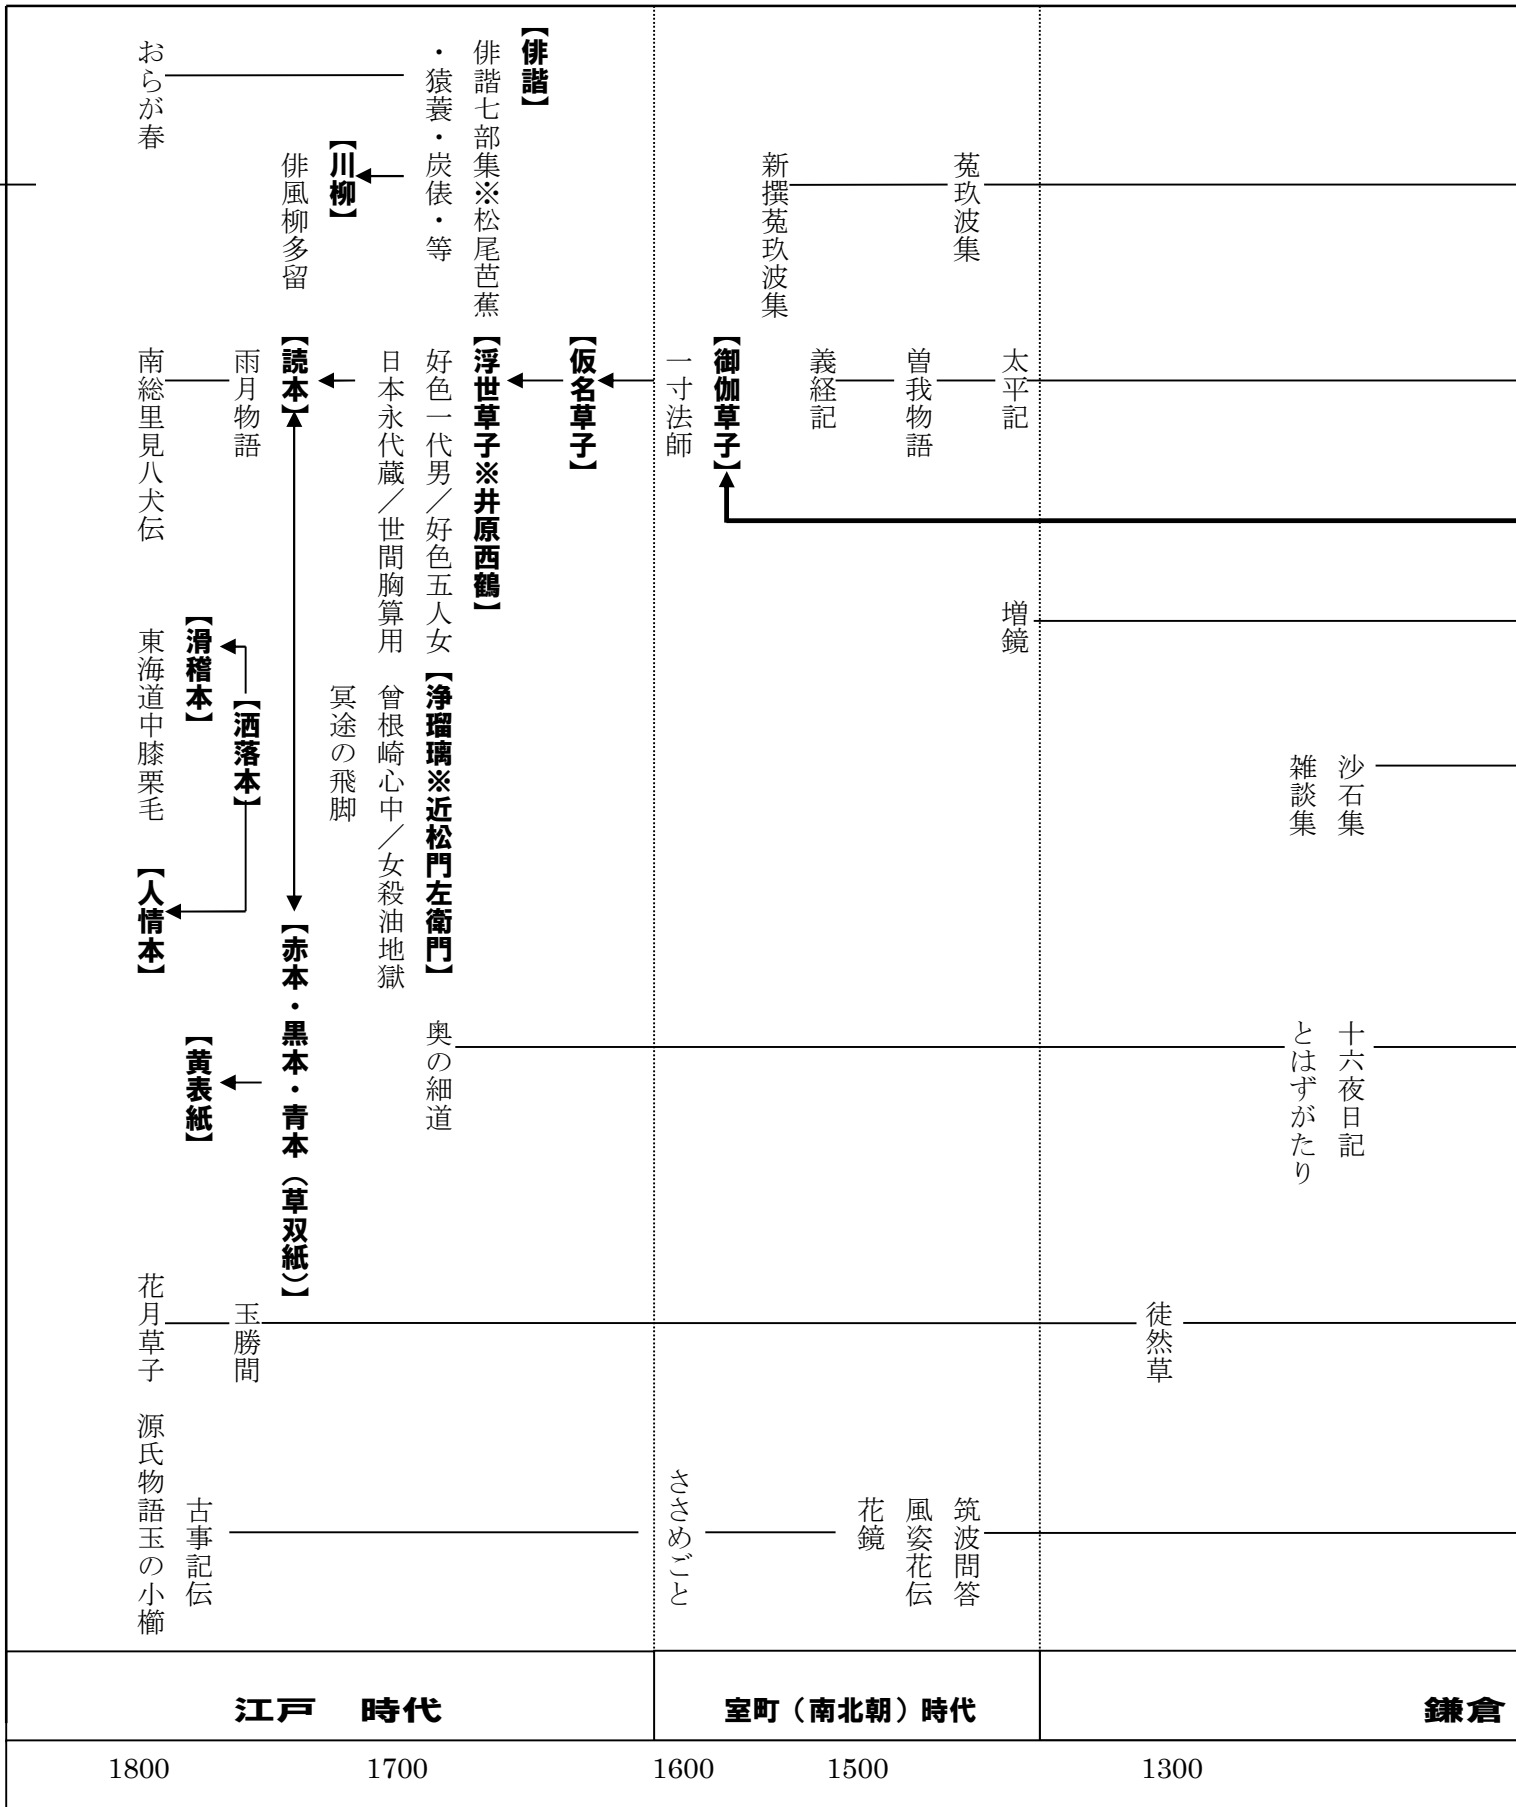 沙石集
十六夜日記
雑談集
とはずがたり
徒然草
太平記
増鏡
菟玖波集
筑波問答
曽我物語
風姿花伝
花鏡
義経記
新撰菟玖波集
【御伽草子】
一寸法師
ささめごと
【仮名草子】
【俳諧】
俳諧七部集※松尾芭蕉
・猿蓑・炭俵・等
【浮世草子※井原西鶴】
好色一代男／好色五人女
日本永代蔵／世間胸算用
【浄瑠璃※近松門左衛門】
曾根崎心中／女殺油地獄
冥途の飛脚
奥の細道
【川柳】
俳風柳多留
【読本】
雨月物語
南総里見八犬伝
【赤本・黒本・青本（草双紙）】
【洒落本】
【滑稽本】
東海道中膝栗毛
【人情本】
【黄表紙】
おらが春
玉勝間
花月草子
古事記伝
源氏物語玉の小櫛
江戸　時代
室町（南北朝）時代
鎌倉
1800
1700
1600
1500
1300